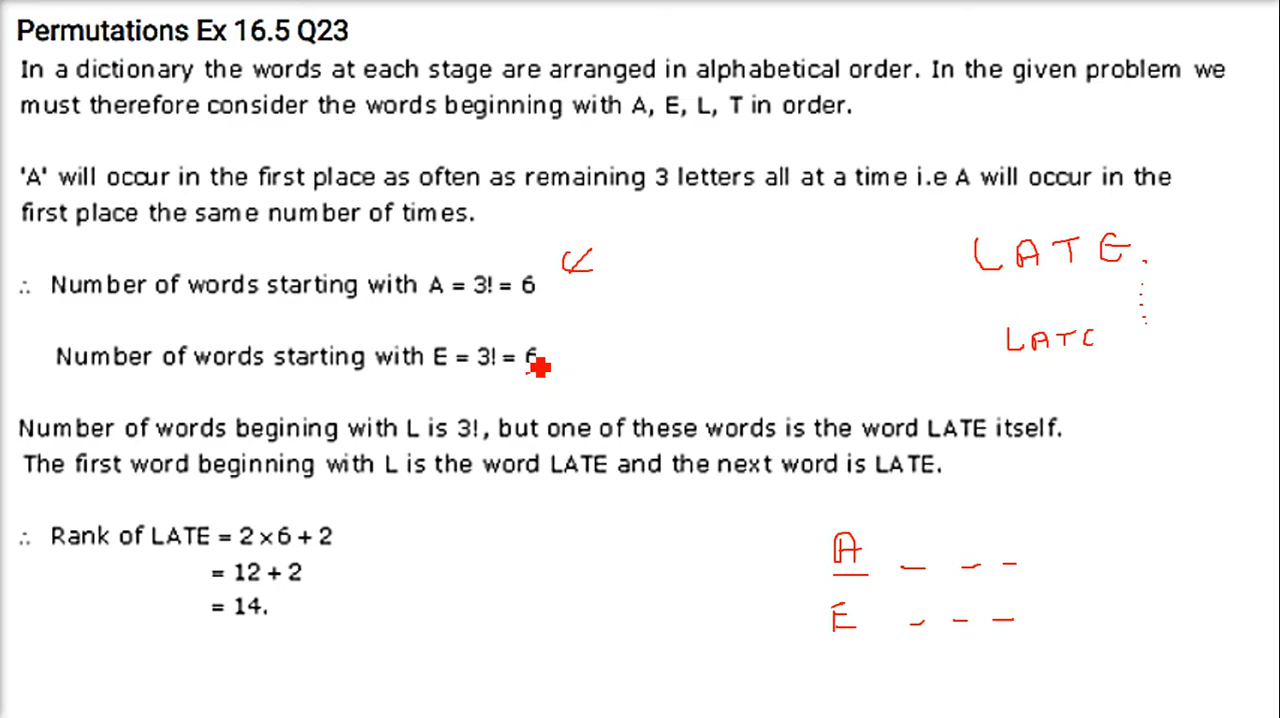 Permutations Ex 16.5 Q23
In a dictionary the words at each stage are arranged in alphabetical order. In the given problem we
must therefore consider the words beginning with A, E, L, T in order.
'A' will occur in the first place as often as remaining 3 letters all at a time i.e A will occur in the
first place the same number of times.
LATE.
∴ Number of words starting with A = 3! = 6
LATC
Number of words starting with E = 3! = 6
Number of words begining with L is 3!, but one of these words is the word LATE itself.
The first word beginning with L is the word LATE and the next word is LATE.
∴ Rank of LATE = 2×6 + 2
= 12 + 2
= 14.
A _ _ _
E _ _ _